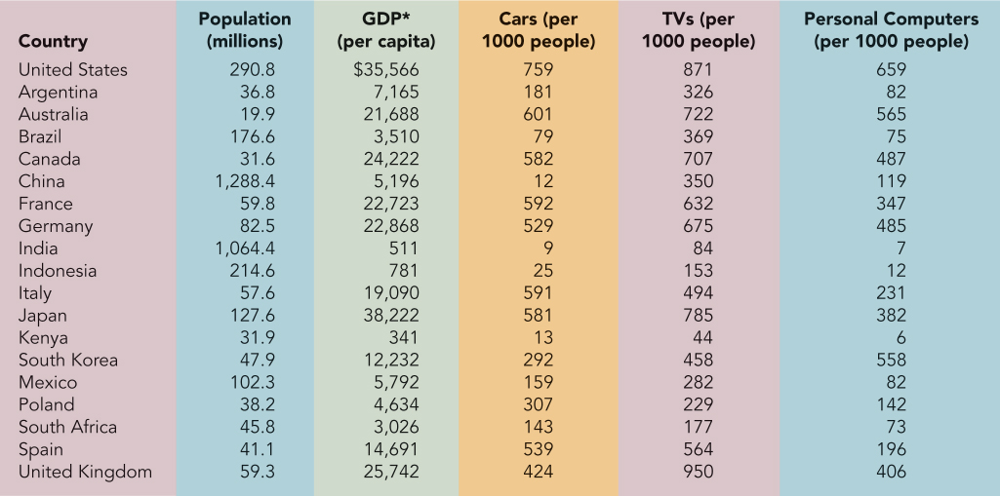 Country Population (millions) GDP* (per capita) Cars (per 1000 people) TVs (per 1000 people) Personal Computers (per 1000 people)
United States 290.8 $35,566 759 871 659
Argentina 36.8 7,165 181 326 82
Australia 19.9 21,688 601 722 565
Brazil 176.6 3,510 79 369 75
Canada 31.6 24,222 582 707 487
China 1,288.4 5,196 12 350 119
France 59.8 22,723 592 632 347
Germany 82.5 22,868 529 675 485
India 1,064.4 511 9 84 7
Indonesia 214.6 781 25 153 12
Italy 57.6 19,090 591 494 231
Japan 127.6 38,222 581 785 382
Kenya 31.9 341 13 44 6
South Korea 47.9 12,232 292 458 558
Mexico 102.3 5,792 159 282 82
Poland 38.2 4,634 307 229 142
South Africa 45.8 3,026 143 177 73
Spain 41.1 14,691 539 564 196
United Kingdom 59.3 25,742 424 950 406